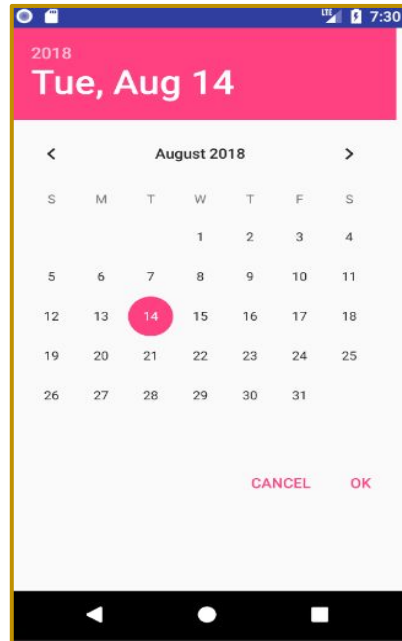 LTE 7:30
2018
Tue, Aug 14
August 2018
S M T W T F S
1 2 3 4
5 6 7 8 9 10 11
12 13 14 15 16 17 18
19 20 21 22 23 24 25
26 27 28 29 30 31
CANCEL OK